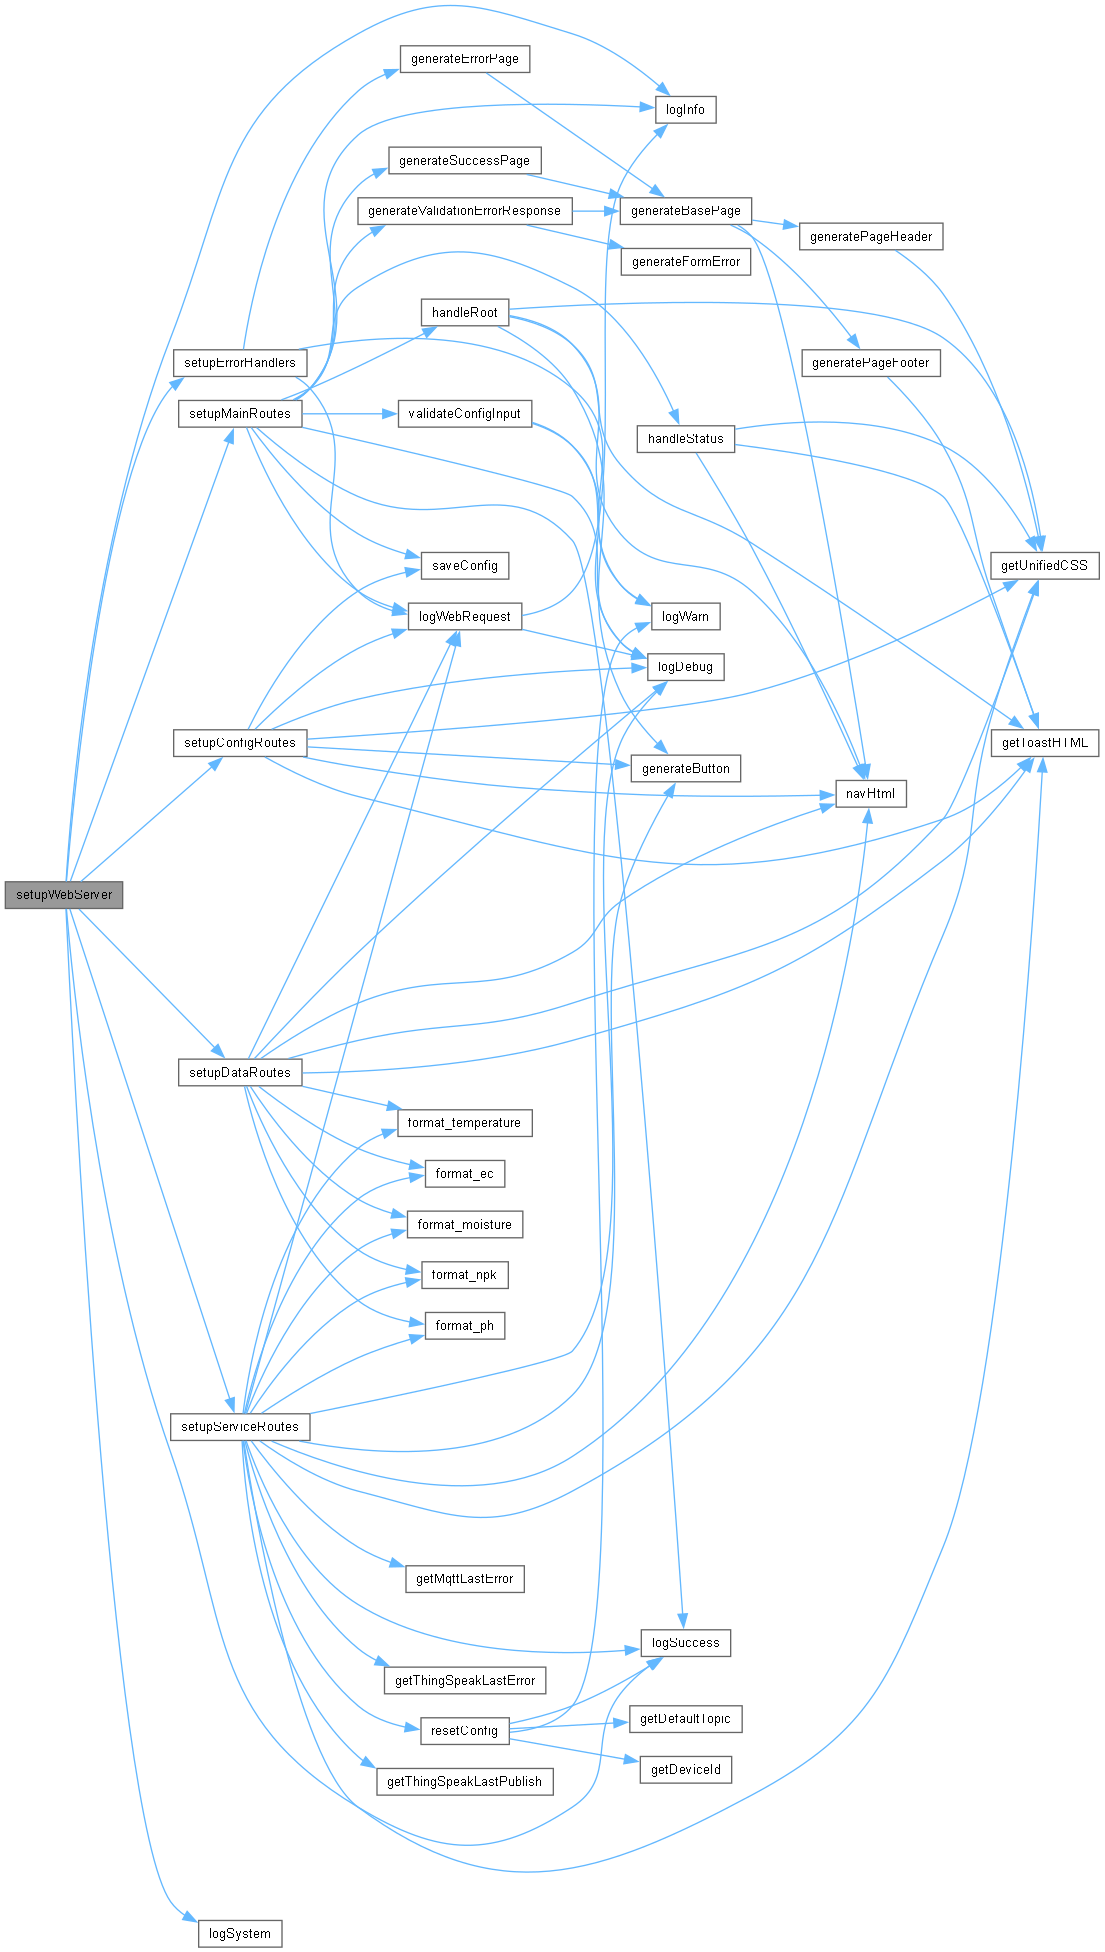 generateErrorPage
logInfo
generateSuccessPage
generateValidationErrorResponse
generateBasePage
generatePageHeader
generateFormError
handleRoot
setupErrorHandlers
generatePageFooter
setupMainRoutes
validateConfigInput
handleStatus
saveConfig
getUnifiedCSS
logWebRequest
logWarn
logDebug
setupConfigRoutes
getToastHTML
generateButton
navHtml
setupWebServer
setupDataRoutes
format_temperature
format_ec
format_moisture
format_npk
format_ph
setupServiceRoutes
getMqttLastError
logSuccess
getThingSpeakLastError
getDefaultTopic
resetConfig
getDeviceId
getThingSpeakLastPublish
logSystem